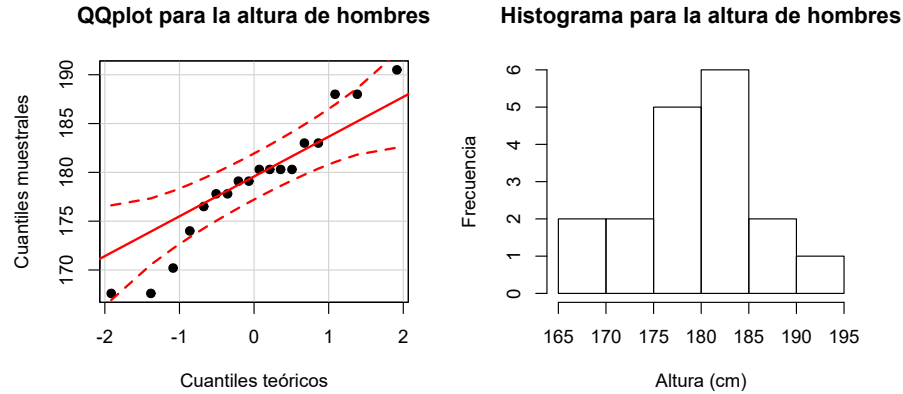 QQplot para la altura de hombres
Cuantiles muestrales
190
185
180
175
170
-2 -1 0 1 2
Cuantiles teóricos
Histograma para la altura de hombres
Frecuencia
6
5
4
3
2
1
0
165 170 175 180 185 190 195
Altura (cm)